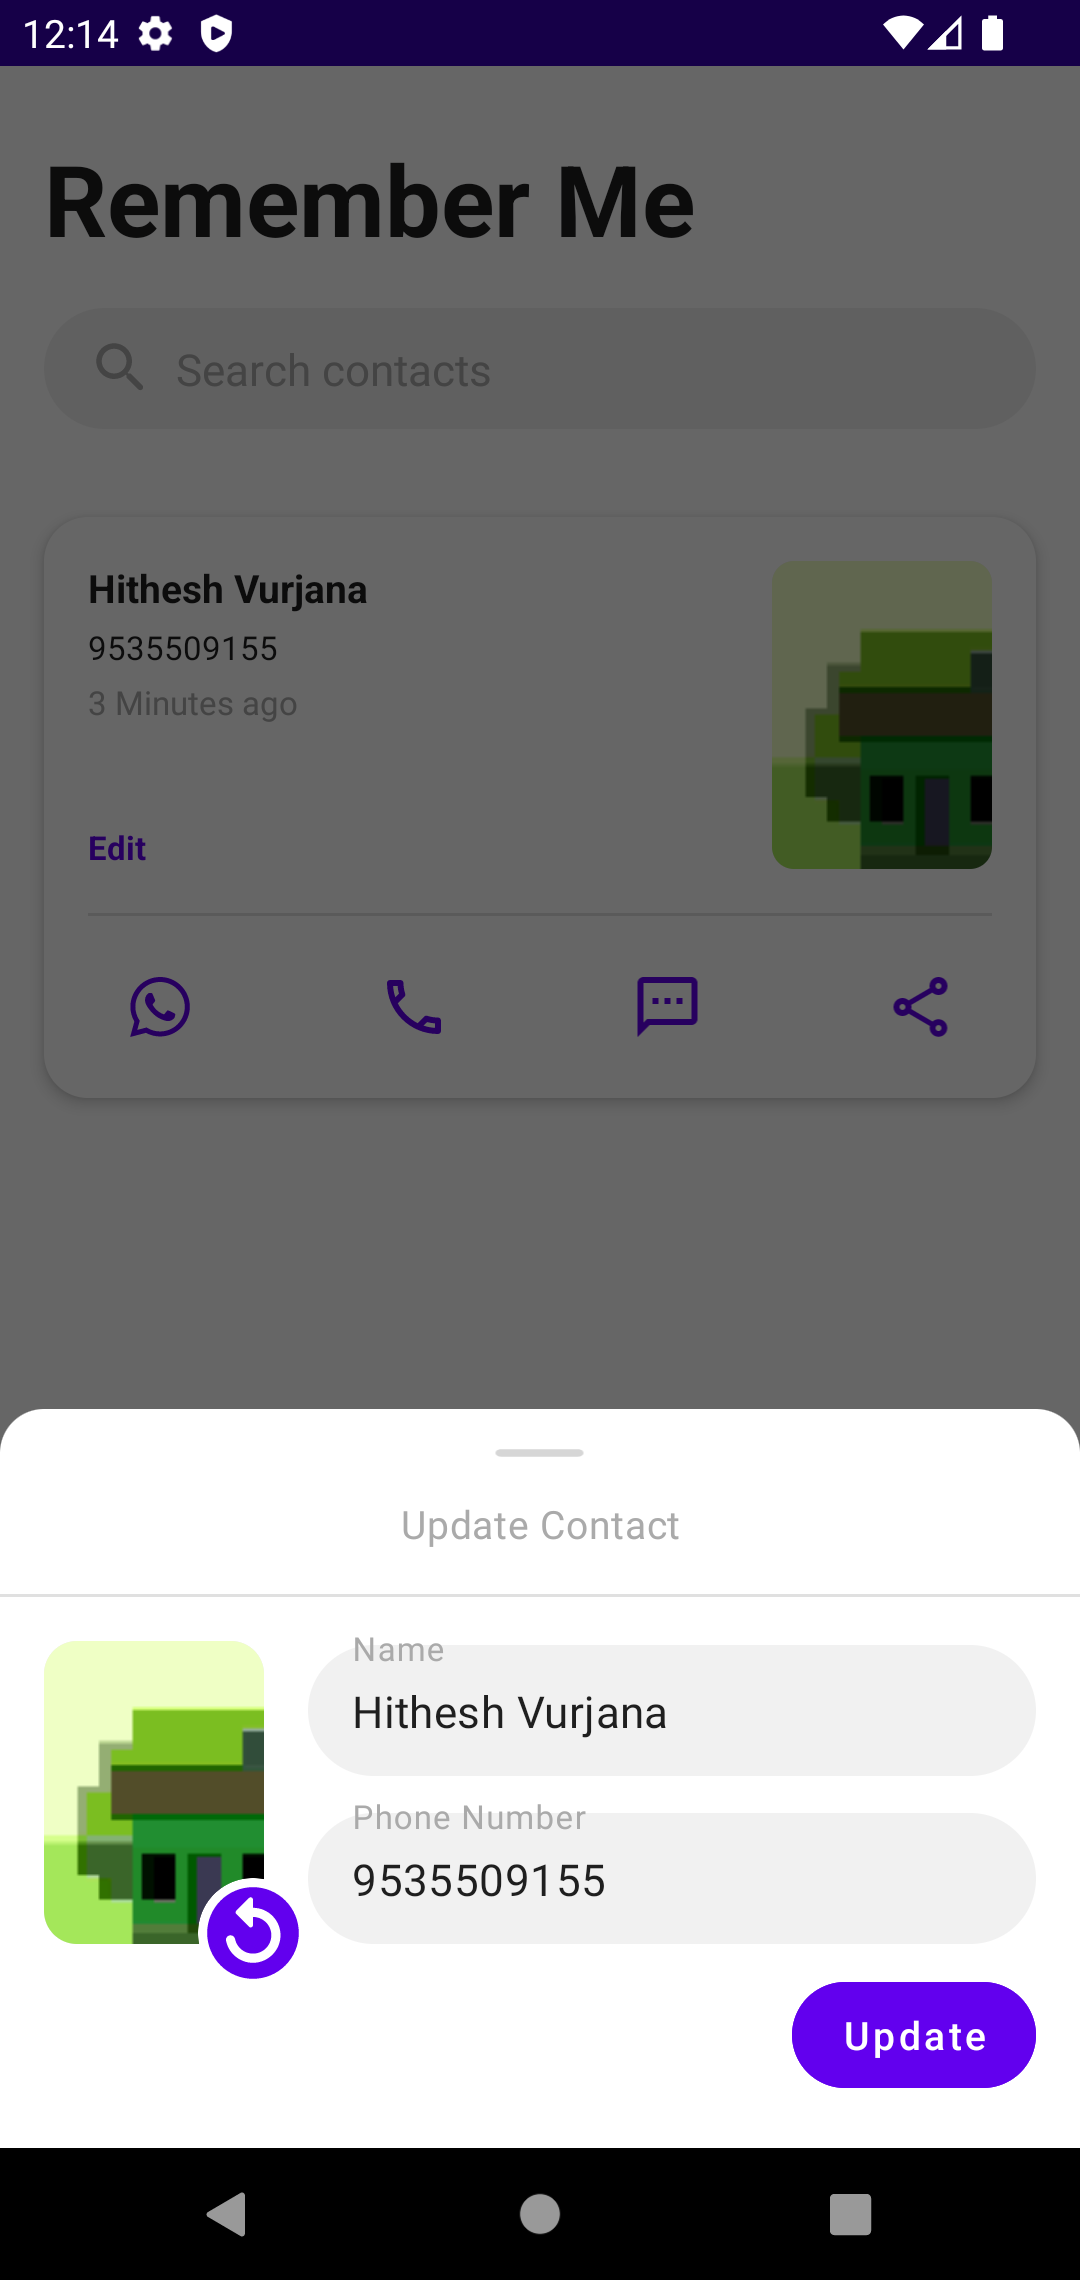 12:14
Remember Me
Search contacts
Hithesh Vurjana
9535509155
3 Minutes ago
Edit
Update Contact
Name
Hithesh Vurjana
Phone Number
9535509155
Update